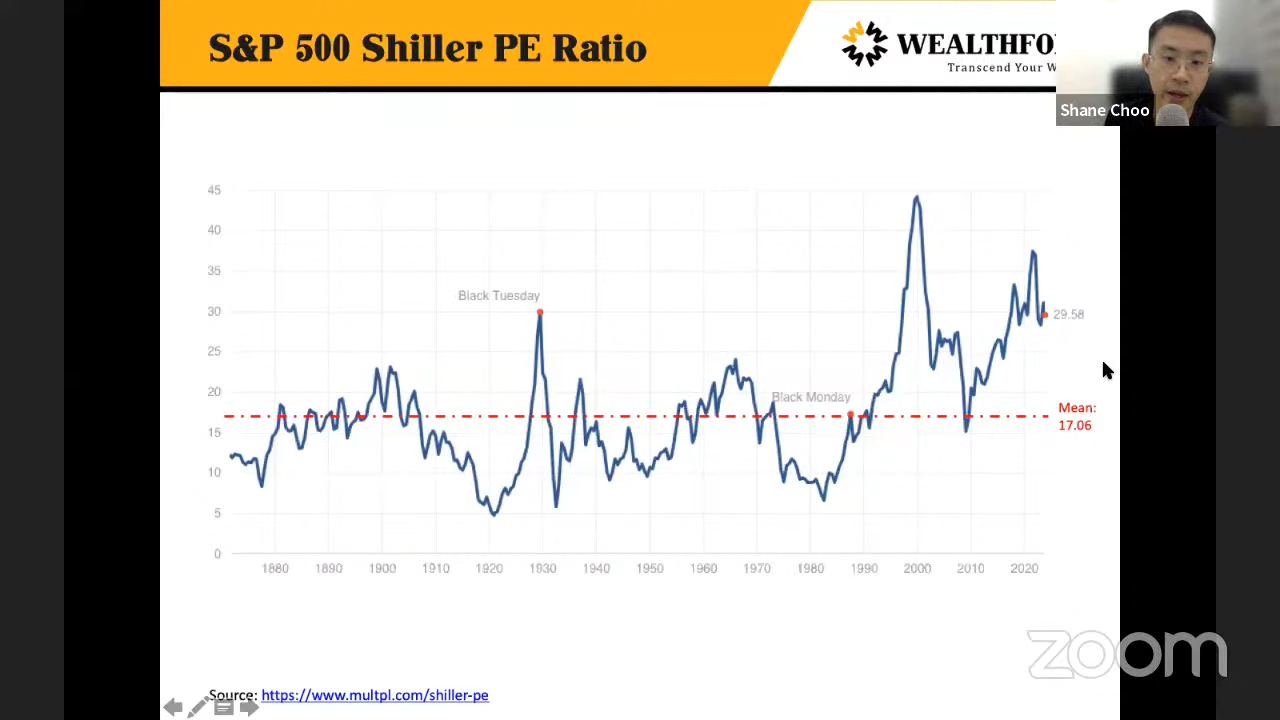 S&P 500 Shiller PE Ratio
WEALTHFO
Transcend Your W
Shane Choo
45
40
35
30
25
20
15
10
5
0
Black Tuesday
Black Monday
29.58
Mean:
17.06
1880 1890 1900 1910 1920 1930 1940 1950 1960 1970 1980 1990 2000 2010 2020
zoom
Source: https://www.multpl.com/shiller-pe